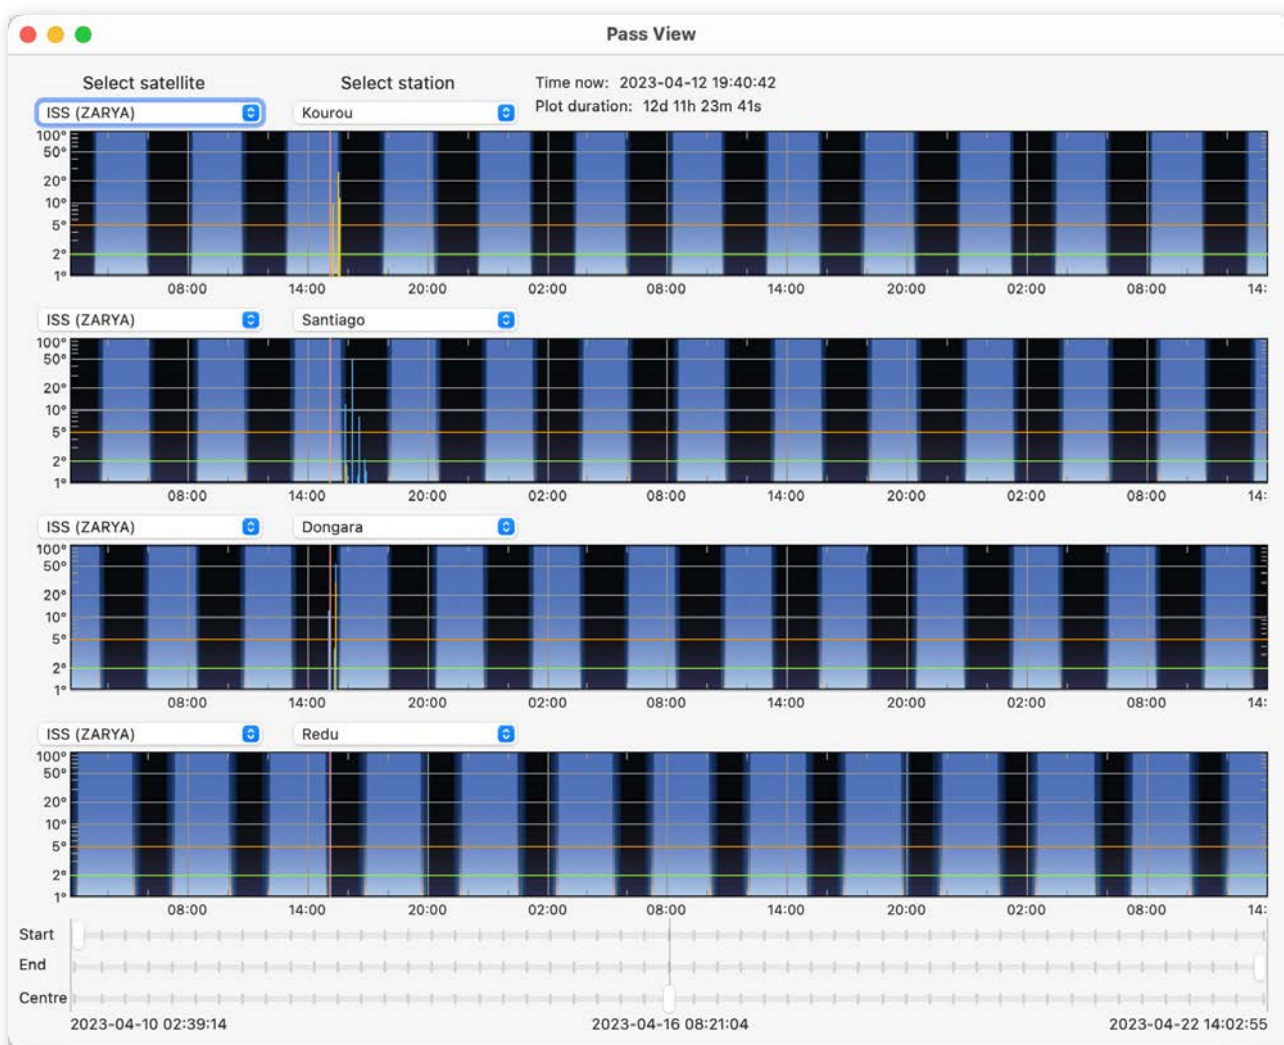 Pass View
Select satellite Select station Time now: 2023-04-12 19:40:42
ISS (ZARYA) Kourou Plot duration: 12d 11h 23m 41s
100°
50°
20°
10°
5°
2°
1°
08:00 14:00 20:00 02:00 08:00 14:00 20:00 02:00 08:00 14:
ISS (ZARYA) Santiago
100°
50°
20°
10°
5°
2°
1°
08:00 14:00 20:00 02:00 08:00 14:00 20:00 02:00 08:00 14:
ISS (ZARYA) Dongara
100°
50°
20°
10°
5°
2°
1°
08:00 14:00 20:00 02:00 08:00 14:00 20:00 02:00 08:00 14:
ISS (ZARYA) Redu
100°
50°
20°
10°
5°
2°
1°
08:00 14:00 20:00 02:00 08:00 14:00 20:00 02:00 08:00 14:
Start
End
Centre
2023-04-10 02:39:14 2023-04-16 08:21:04 2023-04-22 14:02:55